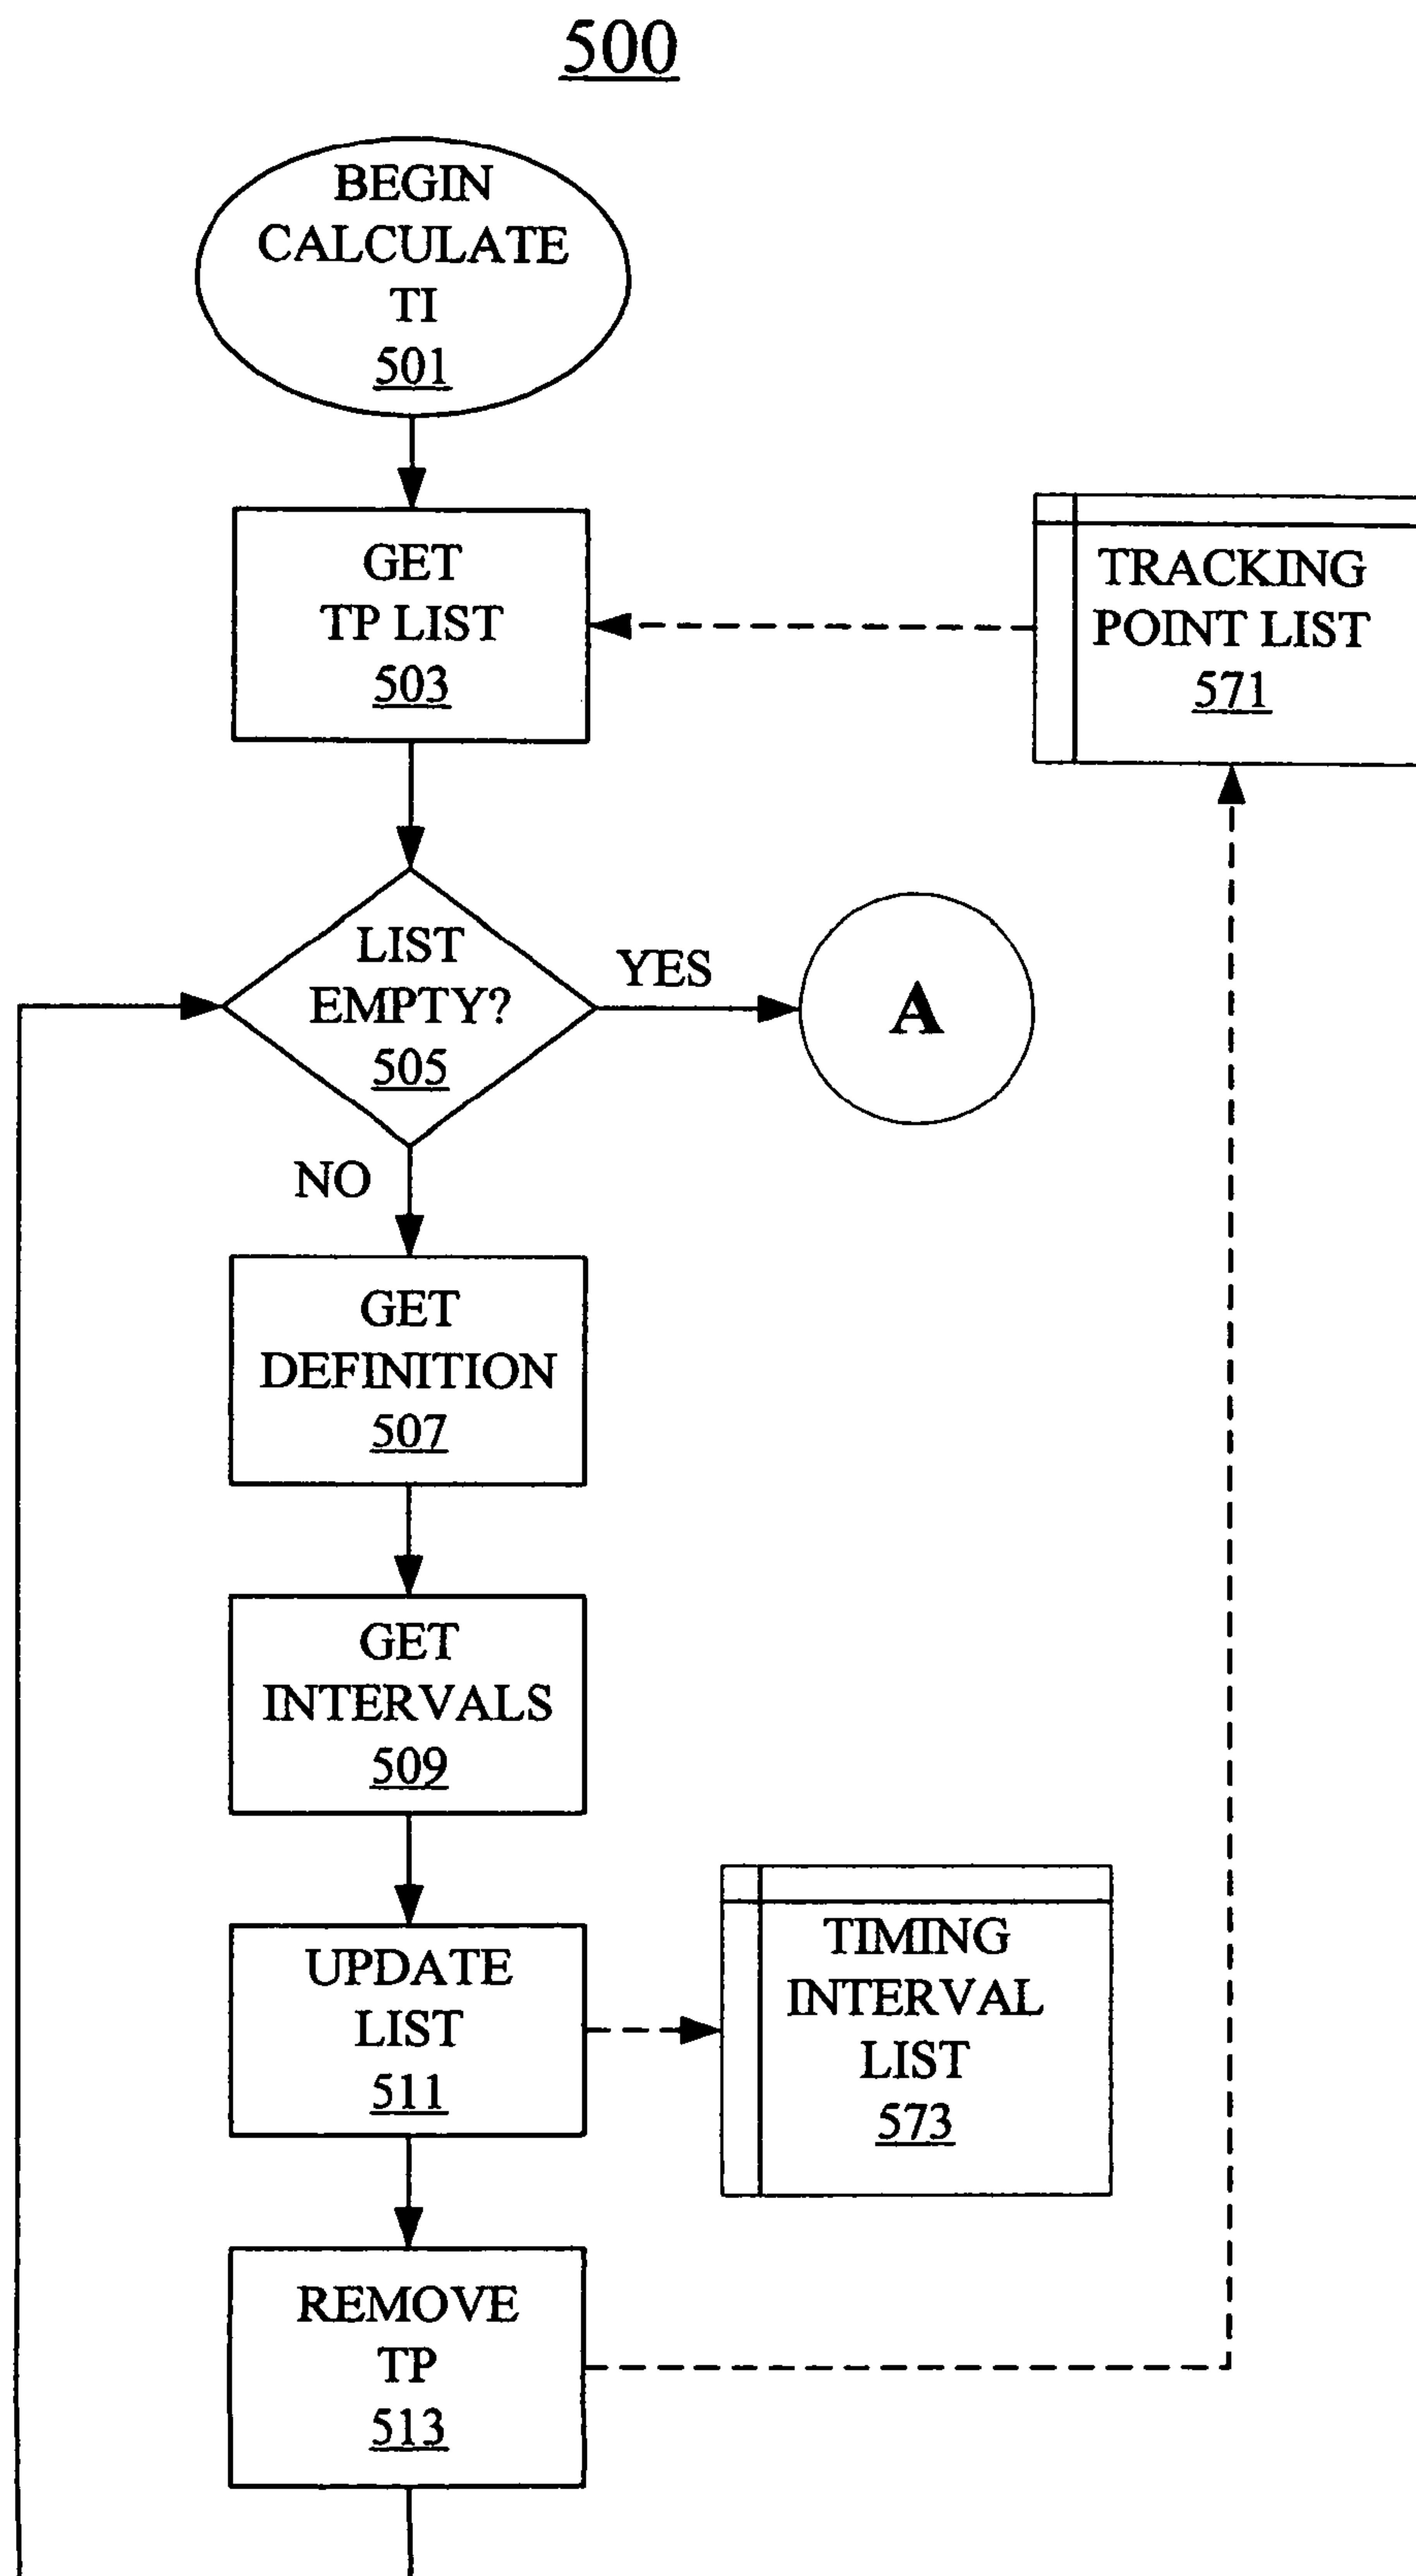 500
BEGIN
CALCULATE
TI
501
GET
TP LIST
503
TRACKING
POINT LIST
571
LIST
EMPTY?
505
YES
A
NO
GET
DEFINITION
507
GET
INTERVALS
509
UPDATE
LIST
511
TIMING
INTERVAL
LIST
573
REMOVE
TP
513